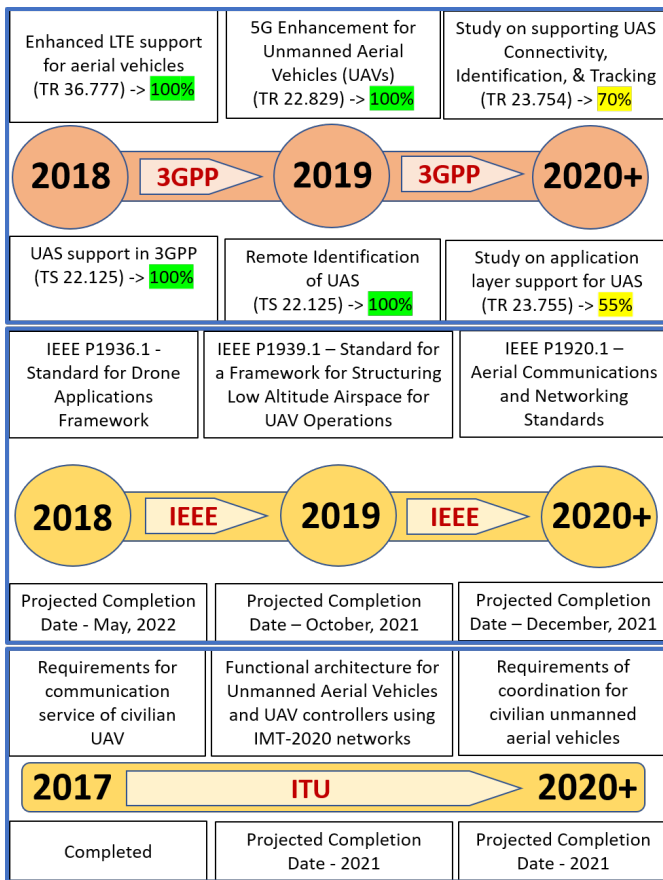 Enhanced LTE support
for aerial vehicles
(TR 36.777) -> 100%
5G Enhancement for
Unmanned Aerial
Vehicles (UAVs)
(TR 22.829) -> 100%
Study on supporting UAS
Connectivity,
Identification, & Tracking
(TR 23.754) -> 70%
2018
3GPP
2019
3GPP
2020+
UAS support in 3GPP
(TS 22.125) -> 100%
Remote Identification
of UAS
(TS 22.125) -> 100%
Study on application
layer support for UAS
(TR 23.755) -> 55%
IEEE P1936.1 -
Standard for Drone
Applications
Framework
IEEE P1939.1 – Standard for
a Framework for Structuring
Low Altitude Airspace for
UAV Operations
IEEE P1920.1 –
Aerial Communications
and Networking
Standards
2018
IEEE
2019
IEEE
2020+
Projected Completion
Date - May, 2022
Projected Completion
Date – October, 2021
Projected Completion
Date – December, 2021
Requirements for
communication
service of civilian
UAV
Functional architecture for
Unmanned Aerial Vehicles
and UAV controllers using
IMT-2020 networks
Requirements of
coordination for
civilian unmanned
aerial vehicles
2017
ITU
2020+
Completed
Projected Completion
Date - 2021
Projected Completion
Date - 2021